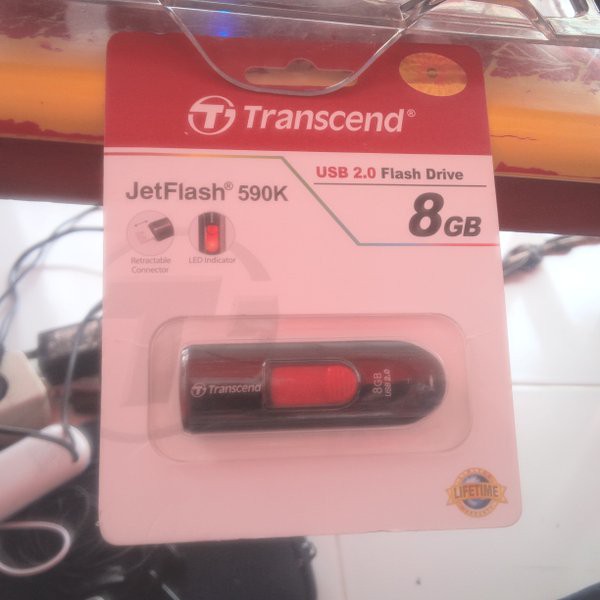 Transcend®
USB 2.0 Flash Drive
JetFlash® 590K
8GB
Retractable
Connector
LED Indicator
Transcend
8GB
USB 2.0
LIFETIME